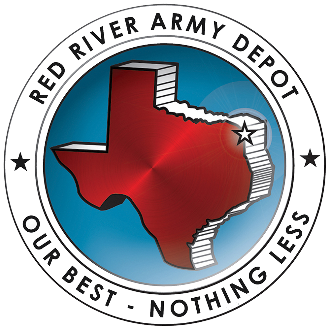 RED RIVER ARMY DEPOT
OUR BEST - NOTHING LESS